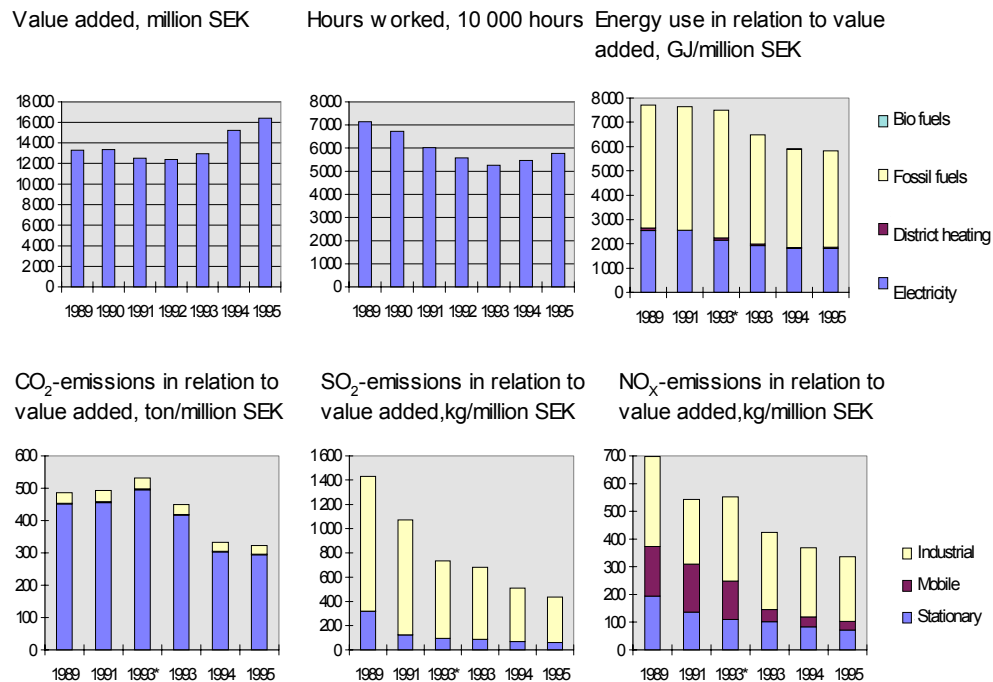 Value added, million SEK
Hours worked, 10 000 hours
Energy use in relation to value
added, GJ/million SEK
18 000
16 000
14 000
12 000
10 000
8 000
6 000
4 000
2 000
0
1989 1990 1991 1992 1993 1994 1995
8000
7000
6000
5000
4000
3000
2000
1000
0
1989 1990 1991 1992 1993 1994 1995
8000
7000
6000
5000
4000
3000
2000
1000
0
1989 1991 1993* 1993 1994 1995
Bio fuels
Fossil fuels
District heating
Electricity
CO2-emissions in relation to
value added, ton/million SEK
SO2-emissions in relation to
value added,kg/million SEK
NOX-emissions in relation to
value added,kg/million SEK
600
500
400
300
200
100
0
1989 1991 1993* 1993 1994 1995
1 600
1 400
1 200
1 000
800
600
400
200
0
1989 1991 1993* 1993 1994 1995
700
600
500
400
300
200
100
0
1989 1991 1993* 1993 1994 1995
Industrial
Mobile
Stationary